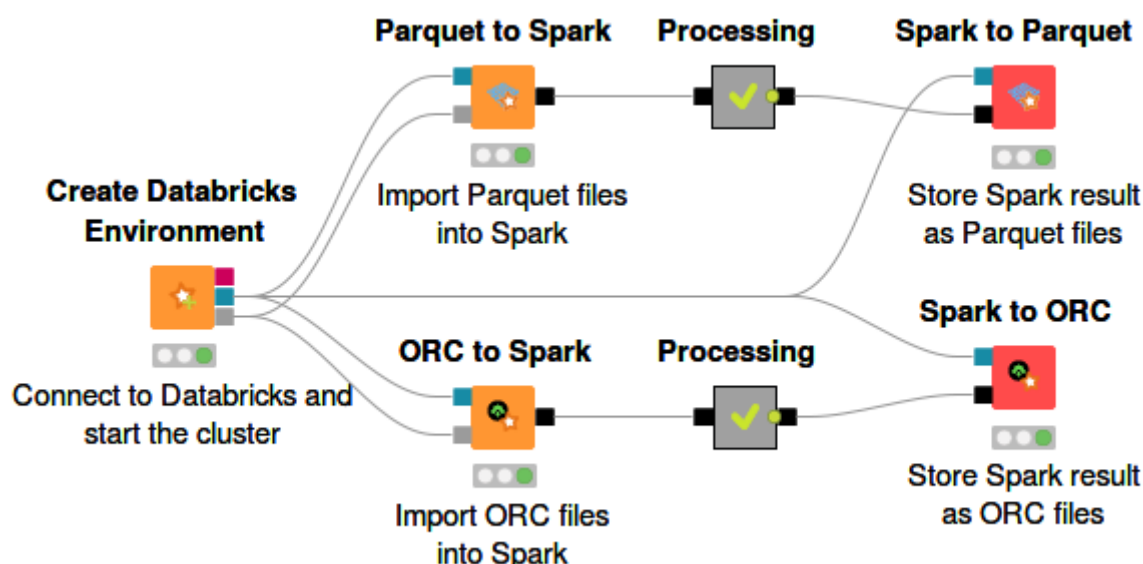 Parquet to Spark
Processing
Spark to Parquet
Import Parquet files
into Spark
Store Spark result
as Parquet files
Create Databricks
Environment
Connect to Databricks and
start the cluster
ORC to Spark
Processing
Spark to ORC
Import ORC files
into Spark
Store Spark result
as ORC files